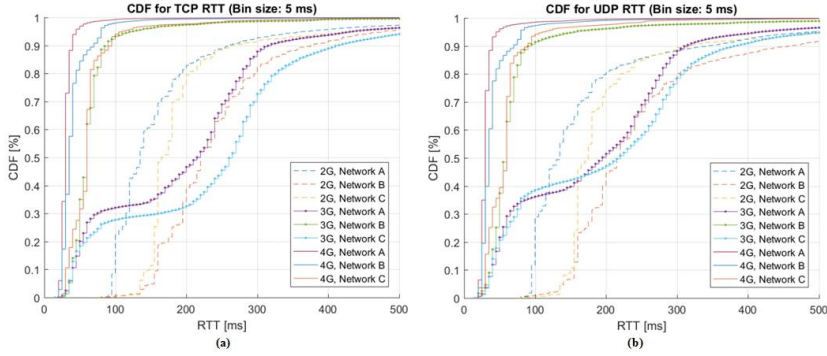 CDF for TCP RTT (Bin size: 5 ms)
1
0.9
0.8
0.7
0.6
0.5
0.4
0.3
0.2
0.1
0
CDF [%]
0
100
200
300
400
500
RTT [ms]
2G, Network A
2G, Network B
2G, Network C
3G, Network A
3G, Network B
3G, Network C
4G, Network A
4G, Network B
4G, Network C
(a)
CDF for UDP RTT (Bin size: 5 ms)
1
0.9
0.8
0.7
0.6
0.5
0.4
0.3
0.2
0.1
0
CDF [%]
0
100
200
300
400
500
RTT [ms]
2G, Network A
2G, Network B
2G, Network C
3G, Network A
3G, Network B
3G, Network C
4G, Network A
4G, Network B
4G, Network C
(b)